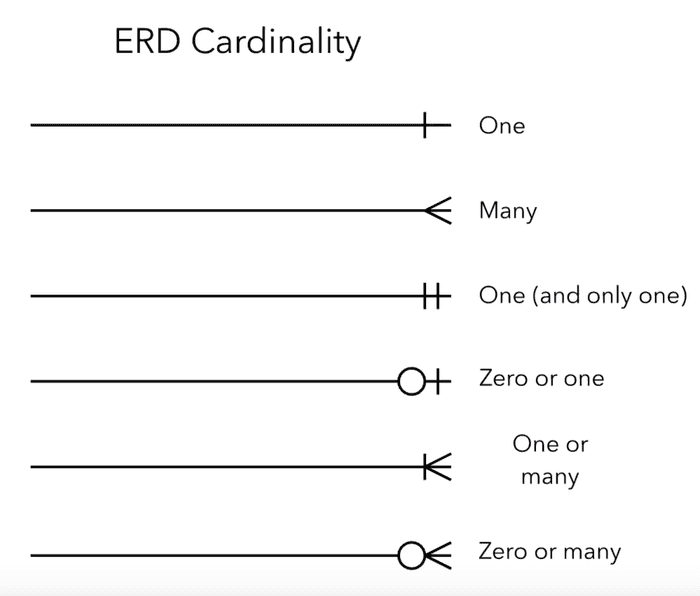 ERD Cardinality
One
Many
One (and only one)
Zero or one
One or
many
Zero or many